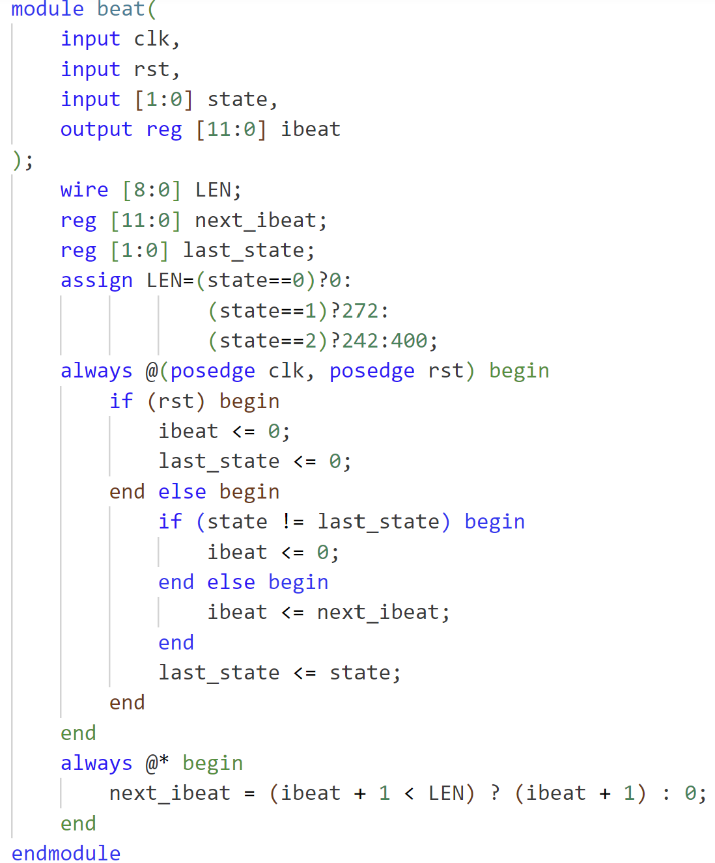 module beat(
    input clk,
    input rst,
    input [1:0] state,
    output reg [11:0] ibeat
);
    wire [8:0] LEN;
    reg [11:0] next_ibeat;
    reg [1:0] last_state;
    assign LEN=(state==0)?0:
                (state==1)?272:
                (state==2)?242:400;
    always @(posedge clk, posedge rst) begin
        if (rst) begin
            ibeat <= 0;
            last_state <= 0;
        end else begin
            if (state != last_state) begin
                ibeat <= 0;
            end else begin
                ibeat <= next_ibeat;
            end
            last_state <= state;
        end
    end
    always @* begin
        next_ibeat = (ibeat + 1 < LEN) ? (ibeat + 1) : 0;
    end
endmodule